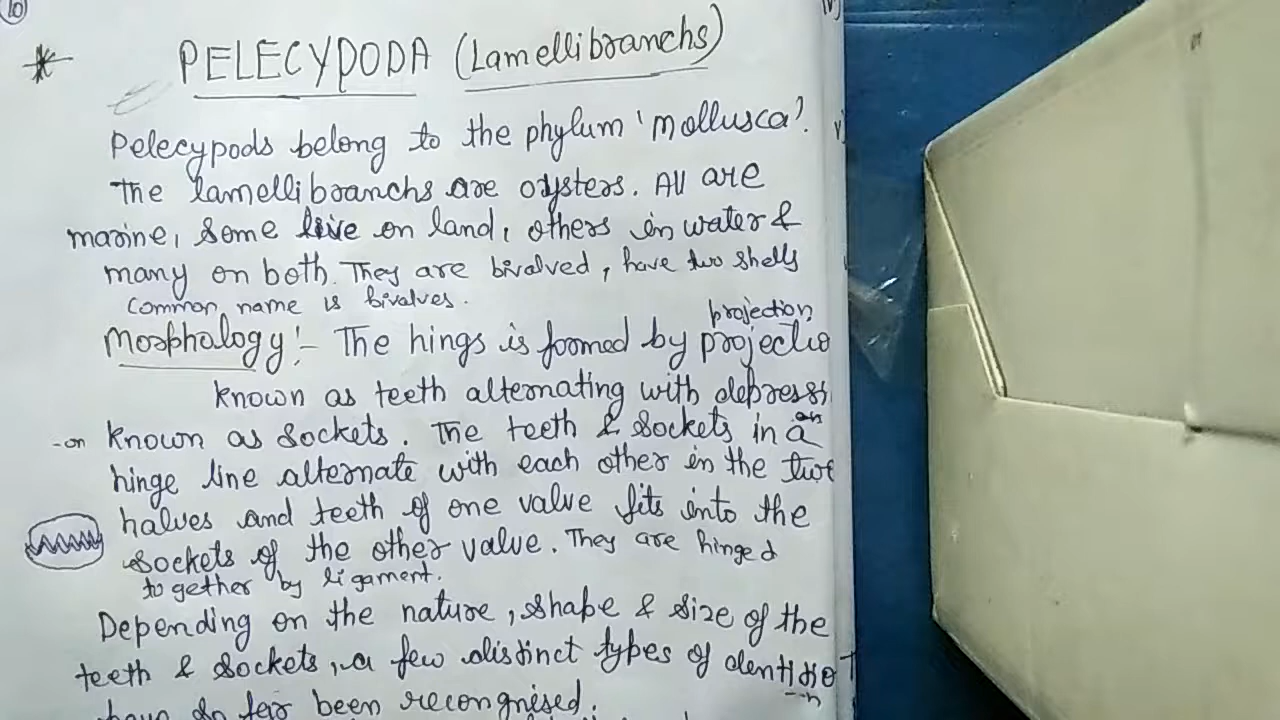 10
PELECYPODA (Lamellibranchs)
Pelecypods belong to the phylum 'Mollusca'.
The lamellibranchs are oysters. All are
marine, some live on land, others in water &
many on both. They are bivalved, have two shells
common name is bivalves.
projection
Morphalogy :- The hings is formed by projectio
known as teeth alternating with depressi
-on known as sockets. The teeth & sockets in a an
hinge line alternate with each other in the two
halves and teeth of one valve fits into the
sockets of the other valve. They are hinged
together by ligament.
Depending on the nature, shape & size of the
teeth & sockets, a few distinct types of dentitio
-n
have so far been recongnised.